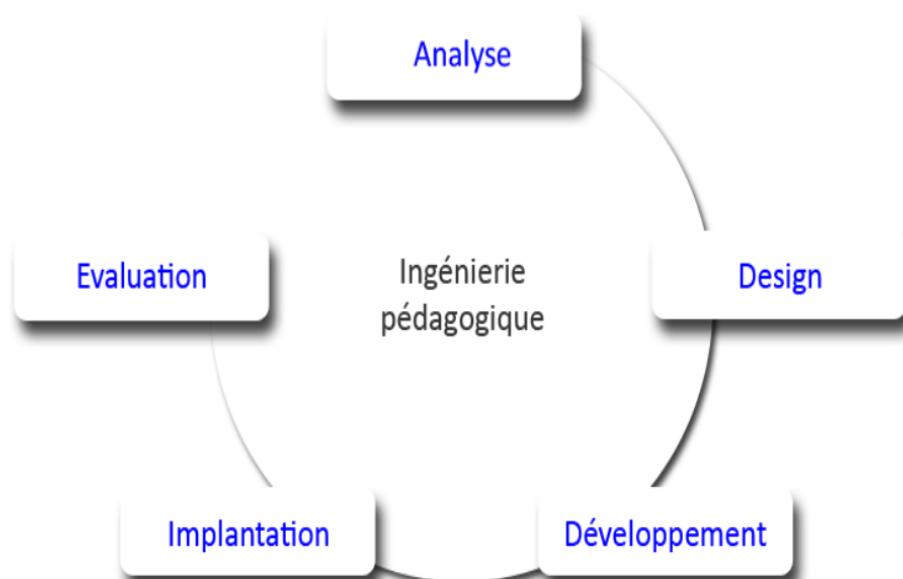 Analyse
Evaluation
Ingénierie
pédagogique
Design
Implantation
Développement